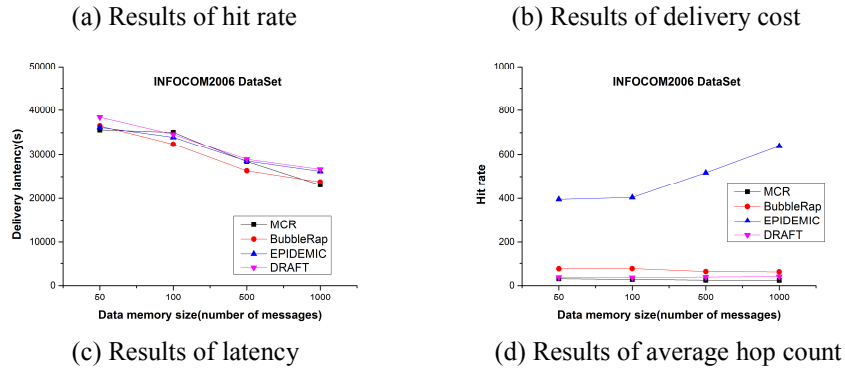 (a) Results of hit rate
(b) Results of delivery cost
INFOCOM2006 DataSet
Delivery lantency(s)
50000
40000
30000
20000
10000
0
MCR
BubbleRap
EPIDEMIC
DRAFT
50 100 500 1000
Data memory size(number of messages)
INFOCOM2006 DataSet
Hit rate
1000
800
600
400
200
0
MCR
BubbleRap
EPIDEMIC
DRAFT
50 100 500 1000
Data memory size(number of messages)
(c) Results of latency
(d) Results of average hop count